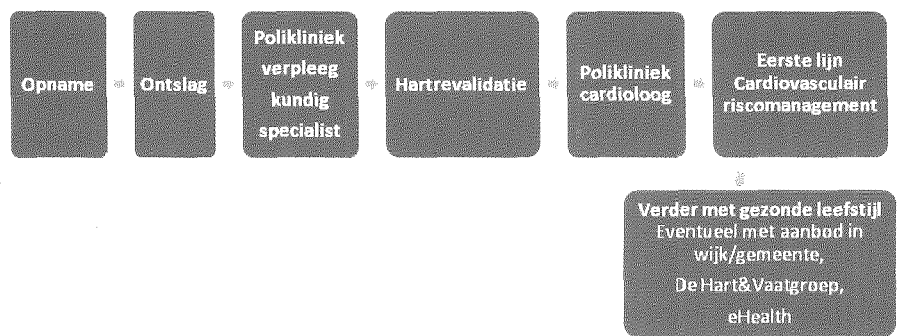 Opname
Ontslag
Polikliniek
verpleeg
kundig
specialist
Hartrevalidatie
Polikliniek
cardioloog
Eerste lijn
Cardiovasculair
riscomanagement
Verder met gezonde leefstijl
Eventueel met aanbod in
wijk/gemeente,
De Hart&Vaatgroep,
eHealth